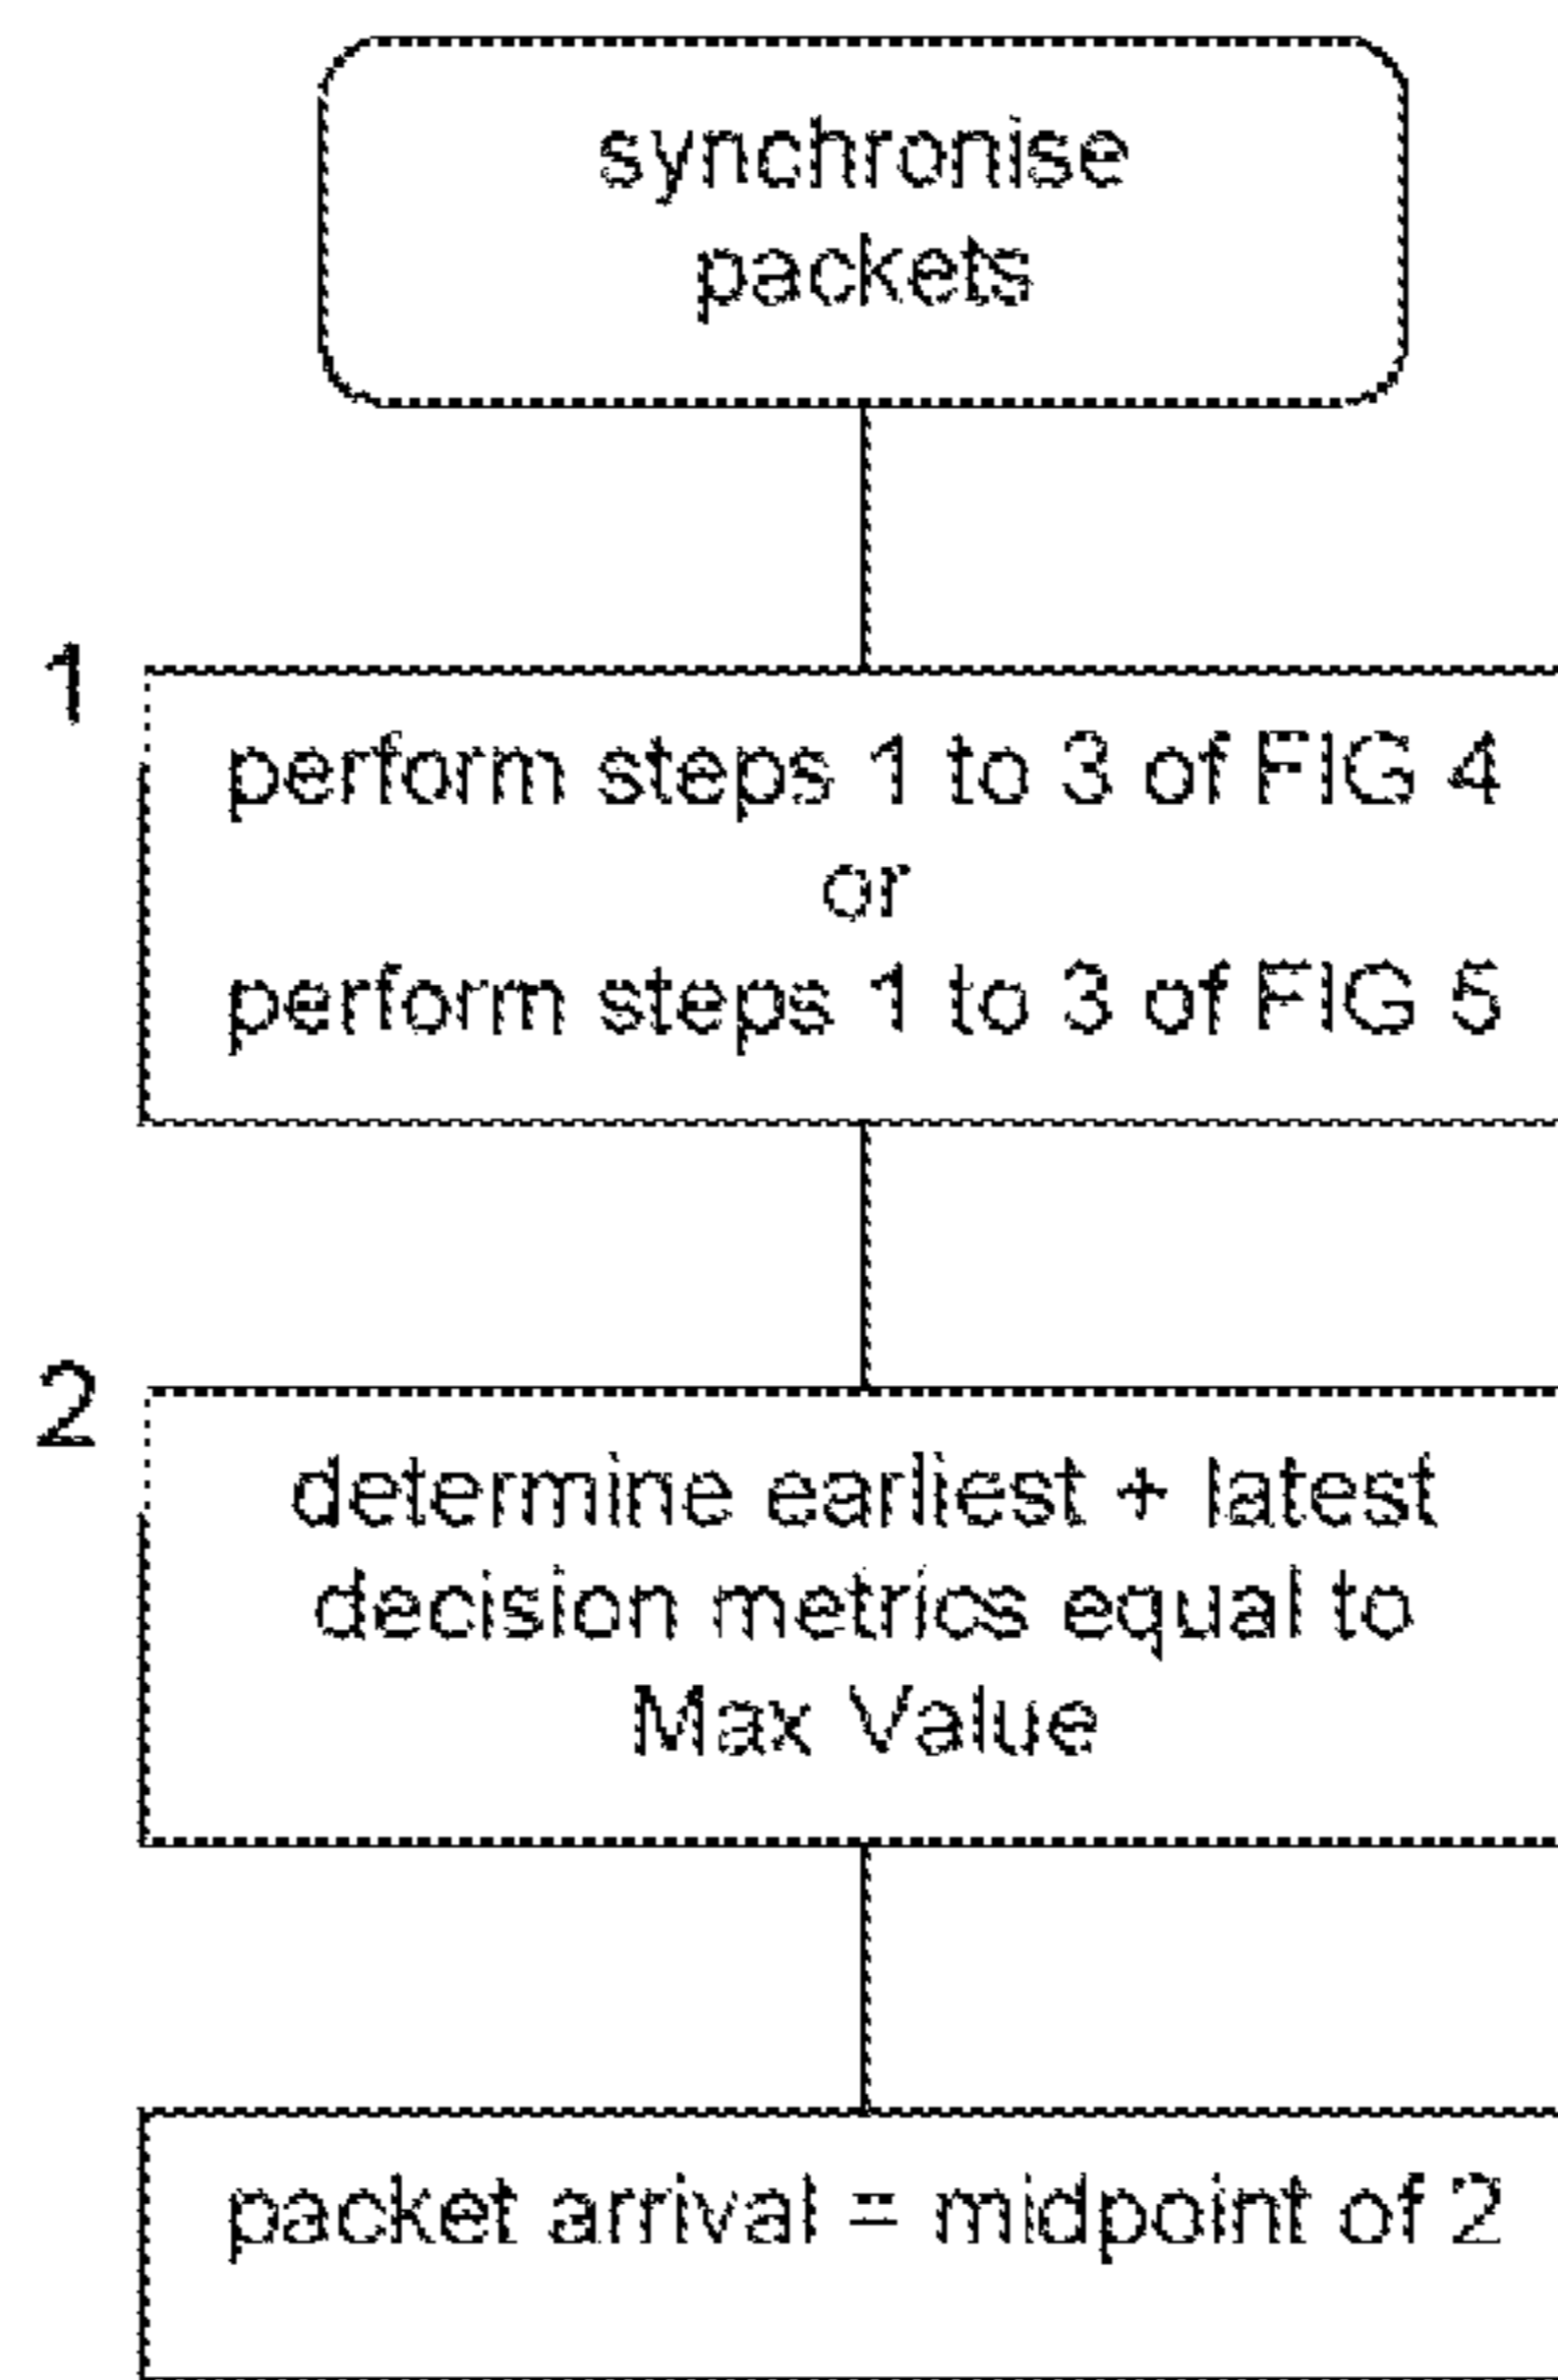 synchronise
packets
1
perform steps 1 to 3 of FIG 4
or
perform steps 1 to 3 of FIG 5
2
determine earliest + latest
decision metrics equal to
Max Value
packet arrival = midpoint of 2